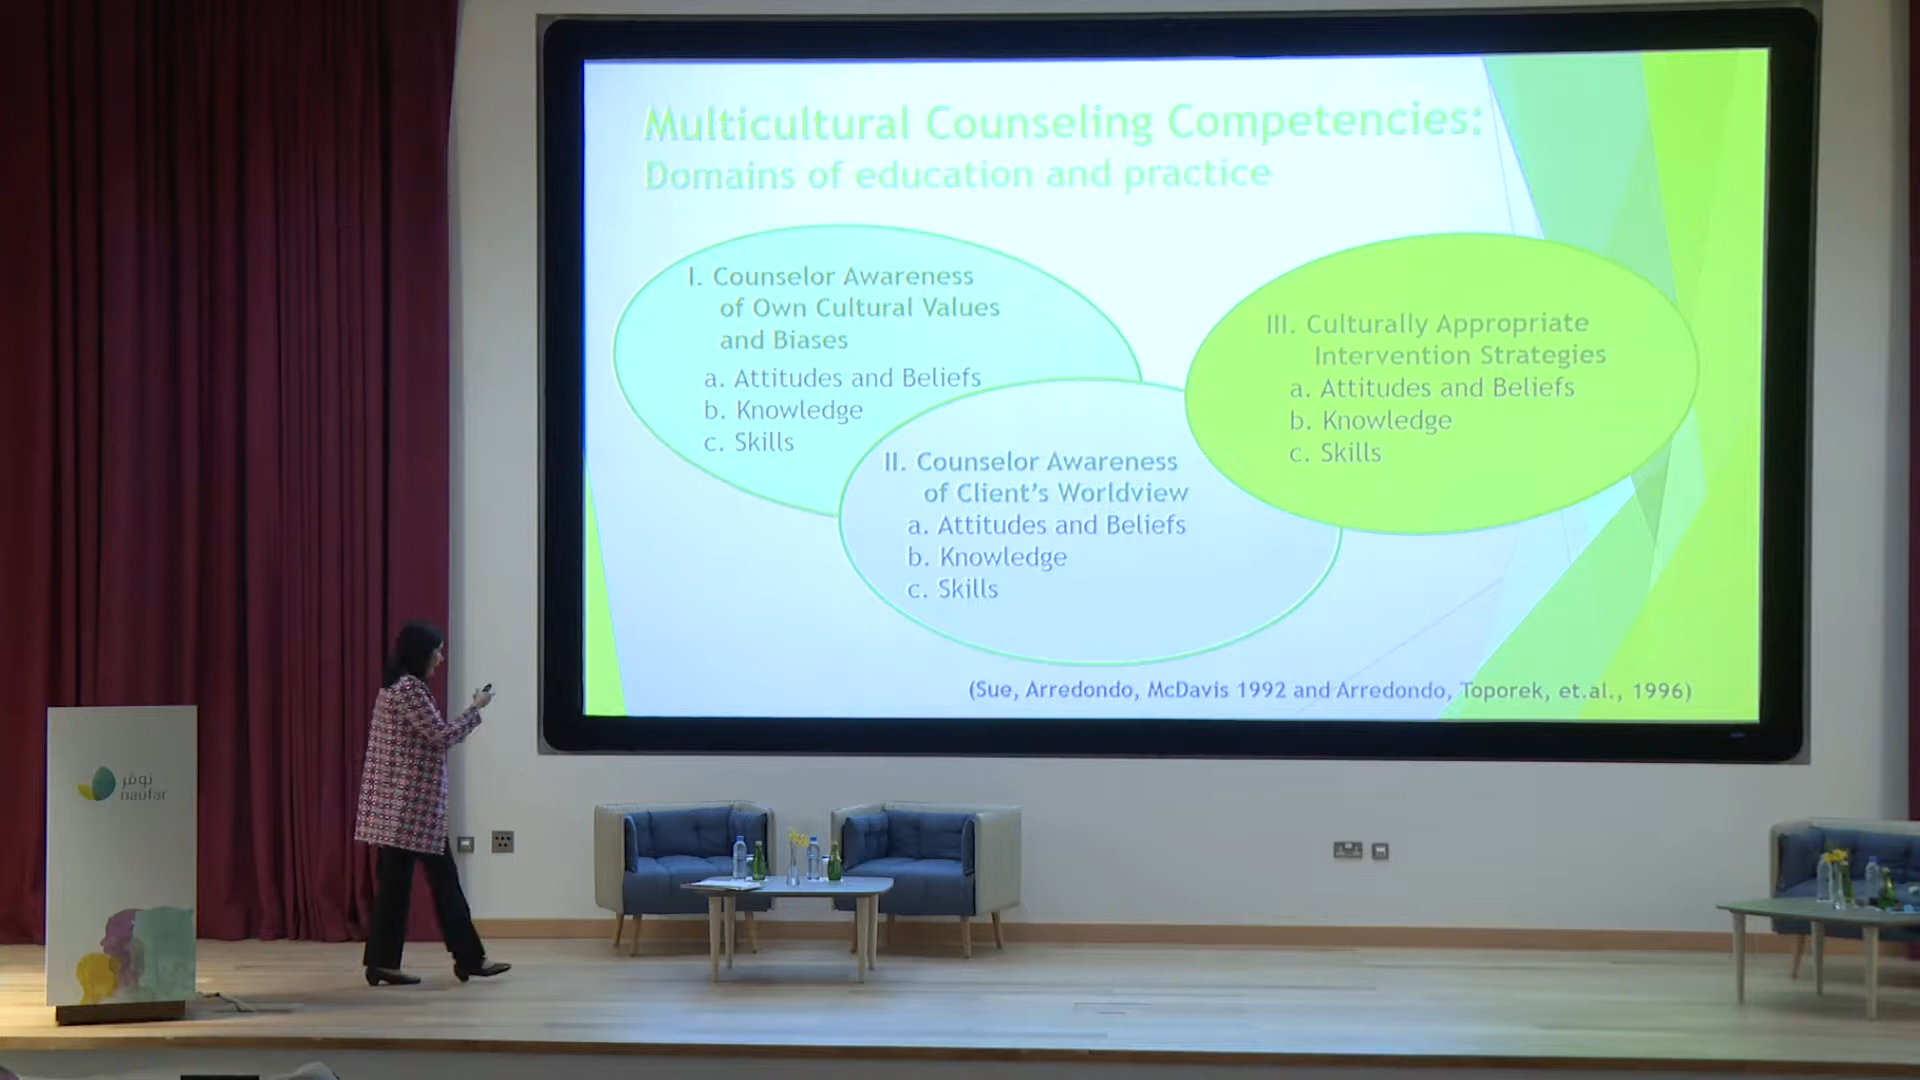 Multicultural Counseling Competencies:
Domains of education and practice
I. Counselor Awareness
of Own Cultural Values
and Biases
a. Attitudes and Beliefs
b. Knowledge
c. Skills
II. Counselor Awareness
of Client's Worldview
a. Attitudes and Beliefs
b. Knowledge
c. Skills
III. Culturally Appropriate
Intervention Strategies
a. Attitudes and Beliefs
b. Knowledge
c. Skills
(Sue, Arredondo, McDavis 1992 and Arredondo, Toporek, et.al., 1996)
نوفر
naufar